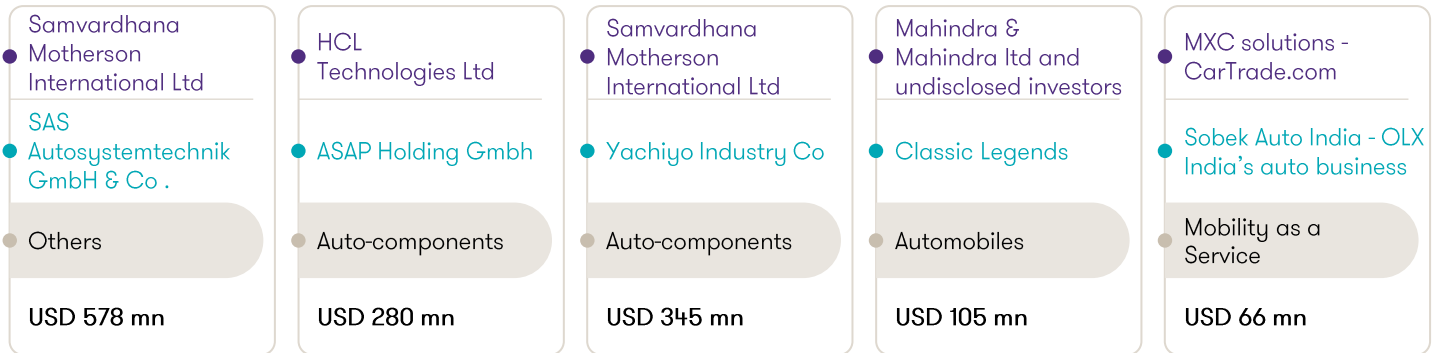 Samvardhana
Motherson
International Ltd
SAS
Autosystemtechnik
GmbH & Co .
Others
USD 578 mn
HCL
Technologies Ltd
ASAP Holding Gmbh
Auto-components
USD 280 mn
Samvardhana
Motherson
International Ltd
Yachiyo Industry Co
Auto-components
USD 345 mn
Mahindra &
Mahindra ltd and
undisclosed investors
Classic Legends
Automobiles
USD 105 mn
MXC solutions -
CarTrade.com
Sobek Auto India - OLX
India’s auto business
Mobility as a
Service
USD 66 mn